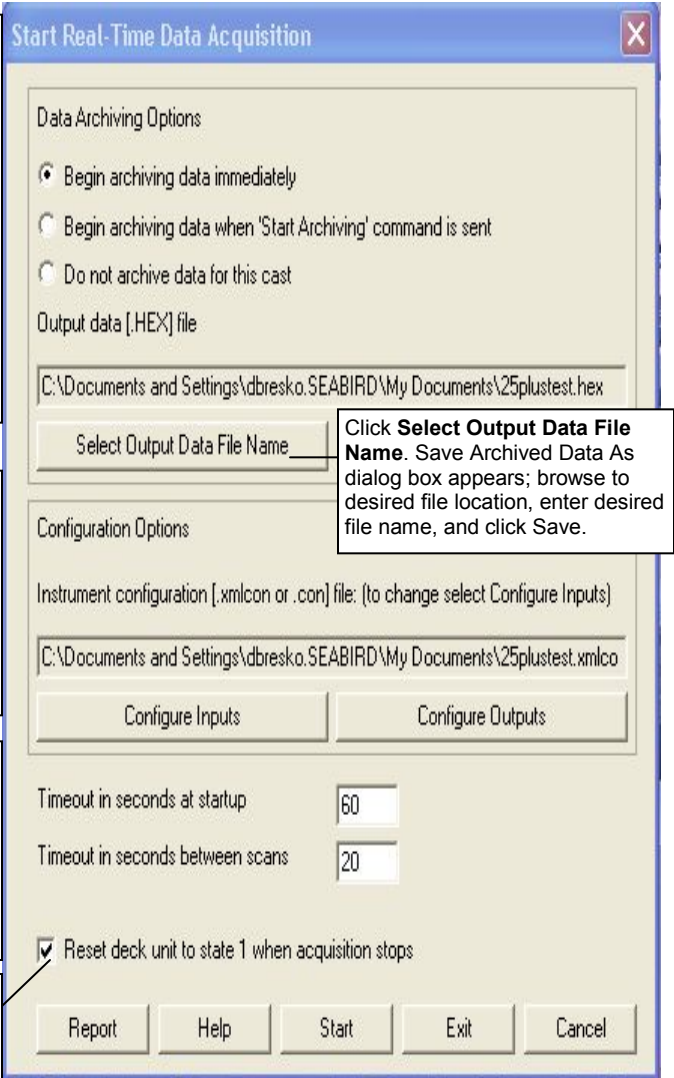 Start Real-Time Data Acquisition
Data Archiving Options
Begin archiving data immediately
Begin archiving data when 'Start Archiving' command is sent
Do not archive data for this cast
Output data [.HEX] file
C:\Documents and Settings\dbresko.SEABIRD\My Documents\25plustest.hex
Select Output Data File Name
Click Select Output Data File
Name. Save Archived Data As
dialog box appears; browse to
desired file location, enter desired
file name, and click Save.
Configuration Options
Instrument configuration [.xmlcon or .con] file: (to change select Configure Inputs)
C:\Documents and Settings\dbresko.SEABIRD\My Documents\25plustest.xmlco
Configure Inputs
Configure Outputs
Timeout in seconds at startup
60
Timeout in seconds between scans
20
Reset deck unit to state 1 when acquisition stops
Report
Help
Start
Exit
Cancel